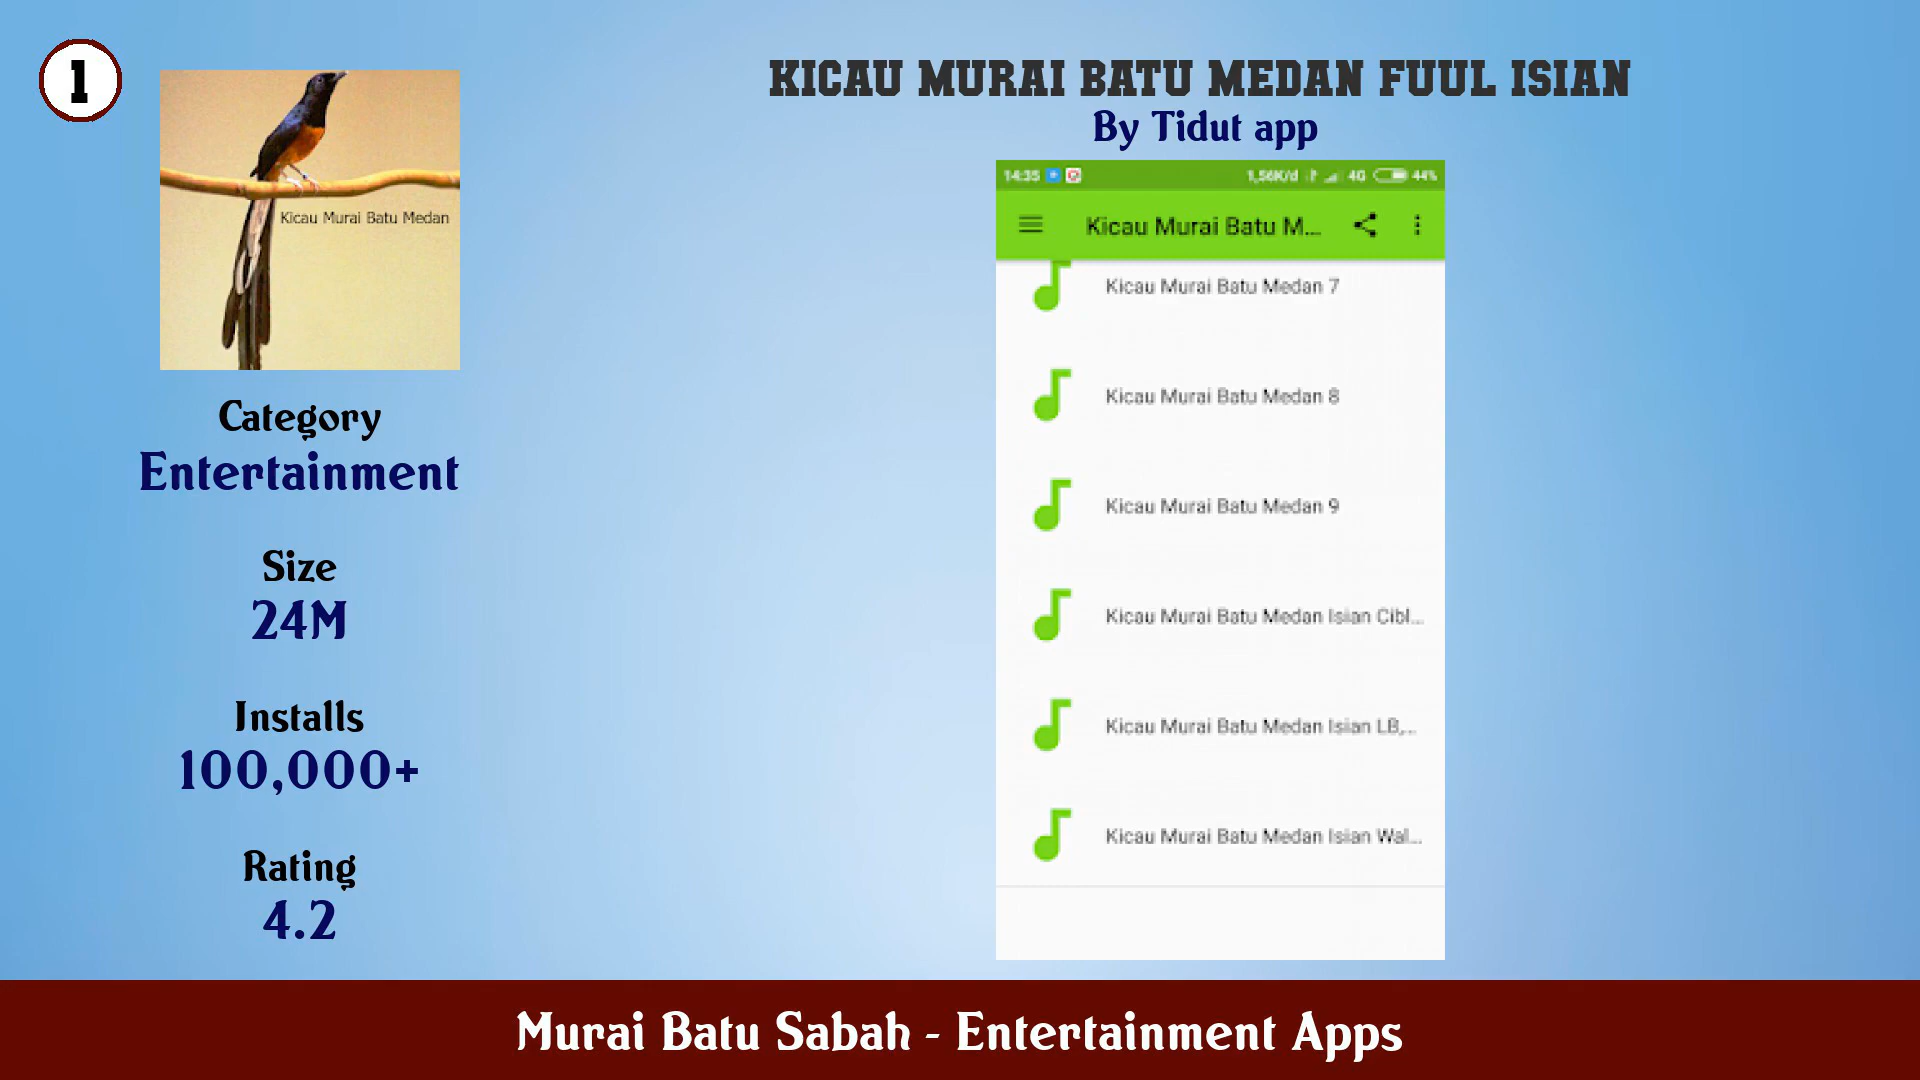 1
KICAU MURAI BATU MEDAN FUUL ISIAN
By Tidut app
Kicau Murai Batu Medan
Category
Entertainment
Size
24M
Installs
100,000+
Rating
4.2
14:35 1,56K/d 4G 44%
Kicau Murai Batu M...
Kicau Murai Batu Medan 7
Kicau Murai Batu Medan 8
Kicau Murai Batu Medan 9
Kicau Murai Batu Medan Isian Cibl...
Kicau Murai Batu Medan Isian LB,...
Kicau Murai Batu Medan Isian Wal...
Murai Batu Sabah - Entertainment Apps